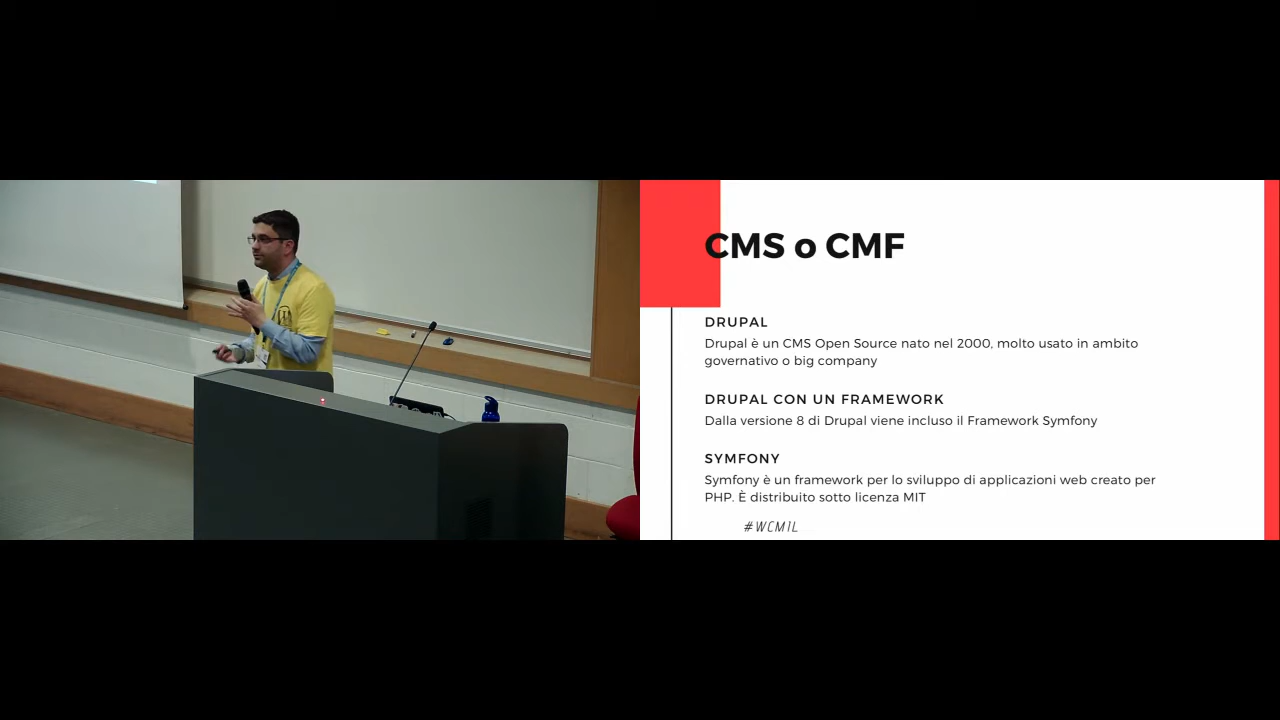 CMS o CMF
DRUPAL
Drupal è un CMS Open Source nato nel 2000, molto usato in ambito
governativo o big company
DRUPAL CON UN FRAMEWORK
Dalla versione 8 di Drupal viene incluso il Framework Symfony
SYMFONY
Symfony è un framework per lo sviluppo di applicazioni web creato per
PHP. È distribuito sotto licenza MIT
#WCMIL